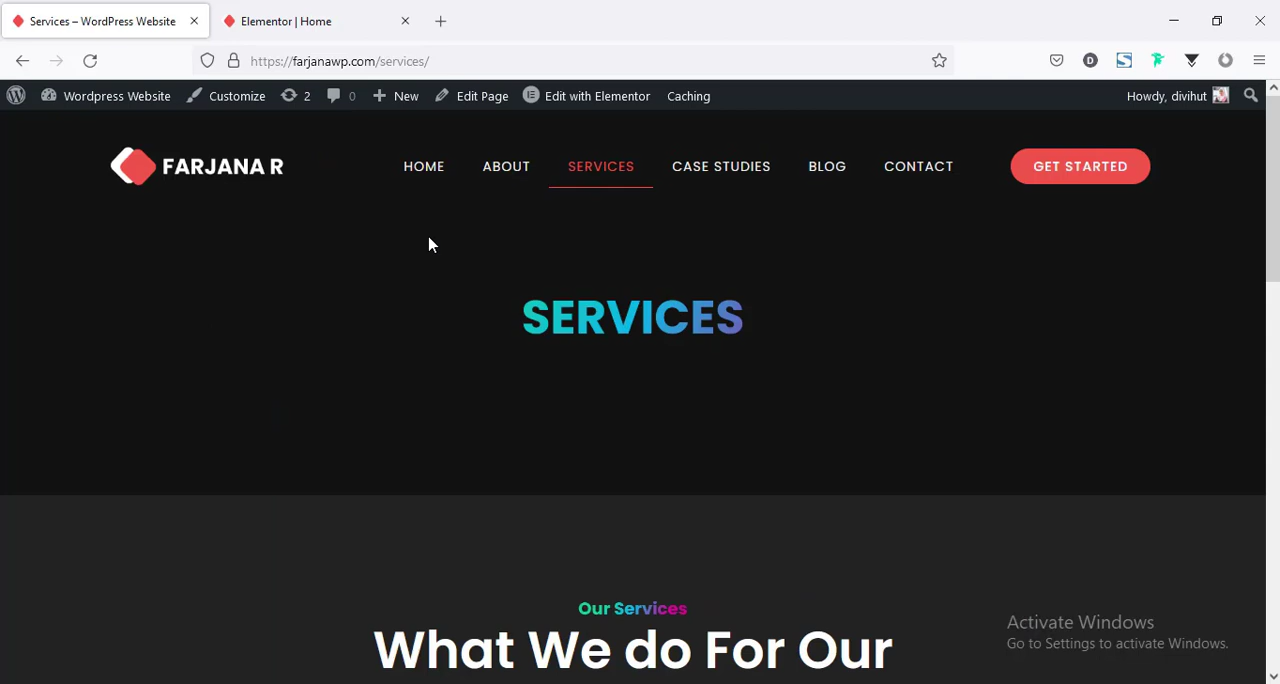 Services – WordPress Website
Elementor | Home
https://farjanawp.com/services/
Wordpress Website
Customize
2
0
New
Edit Page
Edit with Elementor
Caching
Howdy, divihut
FARJANA R
HOME
ABOUT
SERVICES
CASE STUDIES
BLOG
CONTACT
GET STARTED
SERVICES
Our Services
What We do For Our
Activate Windows
Go to Settings to activate Windows.